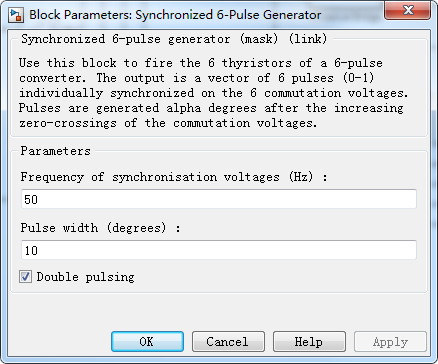 Block Parameters: Synchronized 6-Pulse Generator
Synchronized 6-pulse generator (mask) (link)
Use this block to fire the 6 thyristors of a 6-pulse
converter. The output is a vector of 6 pulses (0-1)
individually synchronized on the 6 commutation voltages.
Pulses are generated alpha degrees after the increasing
zero-crossings of the commutation voltages.
Parameters
Frequency of synchronisation voltages (Hz) :
50
Pulse width (degrees) :
10
Double pulsing
OK Cancel Help Apply